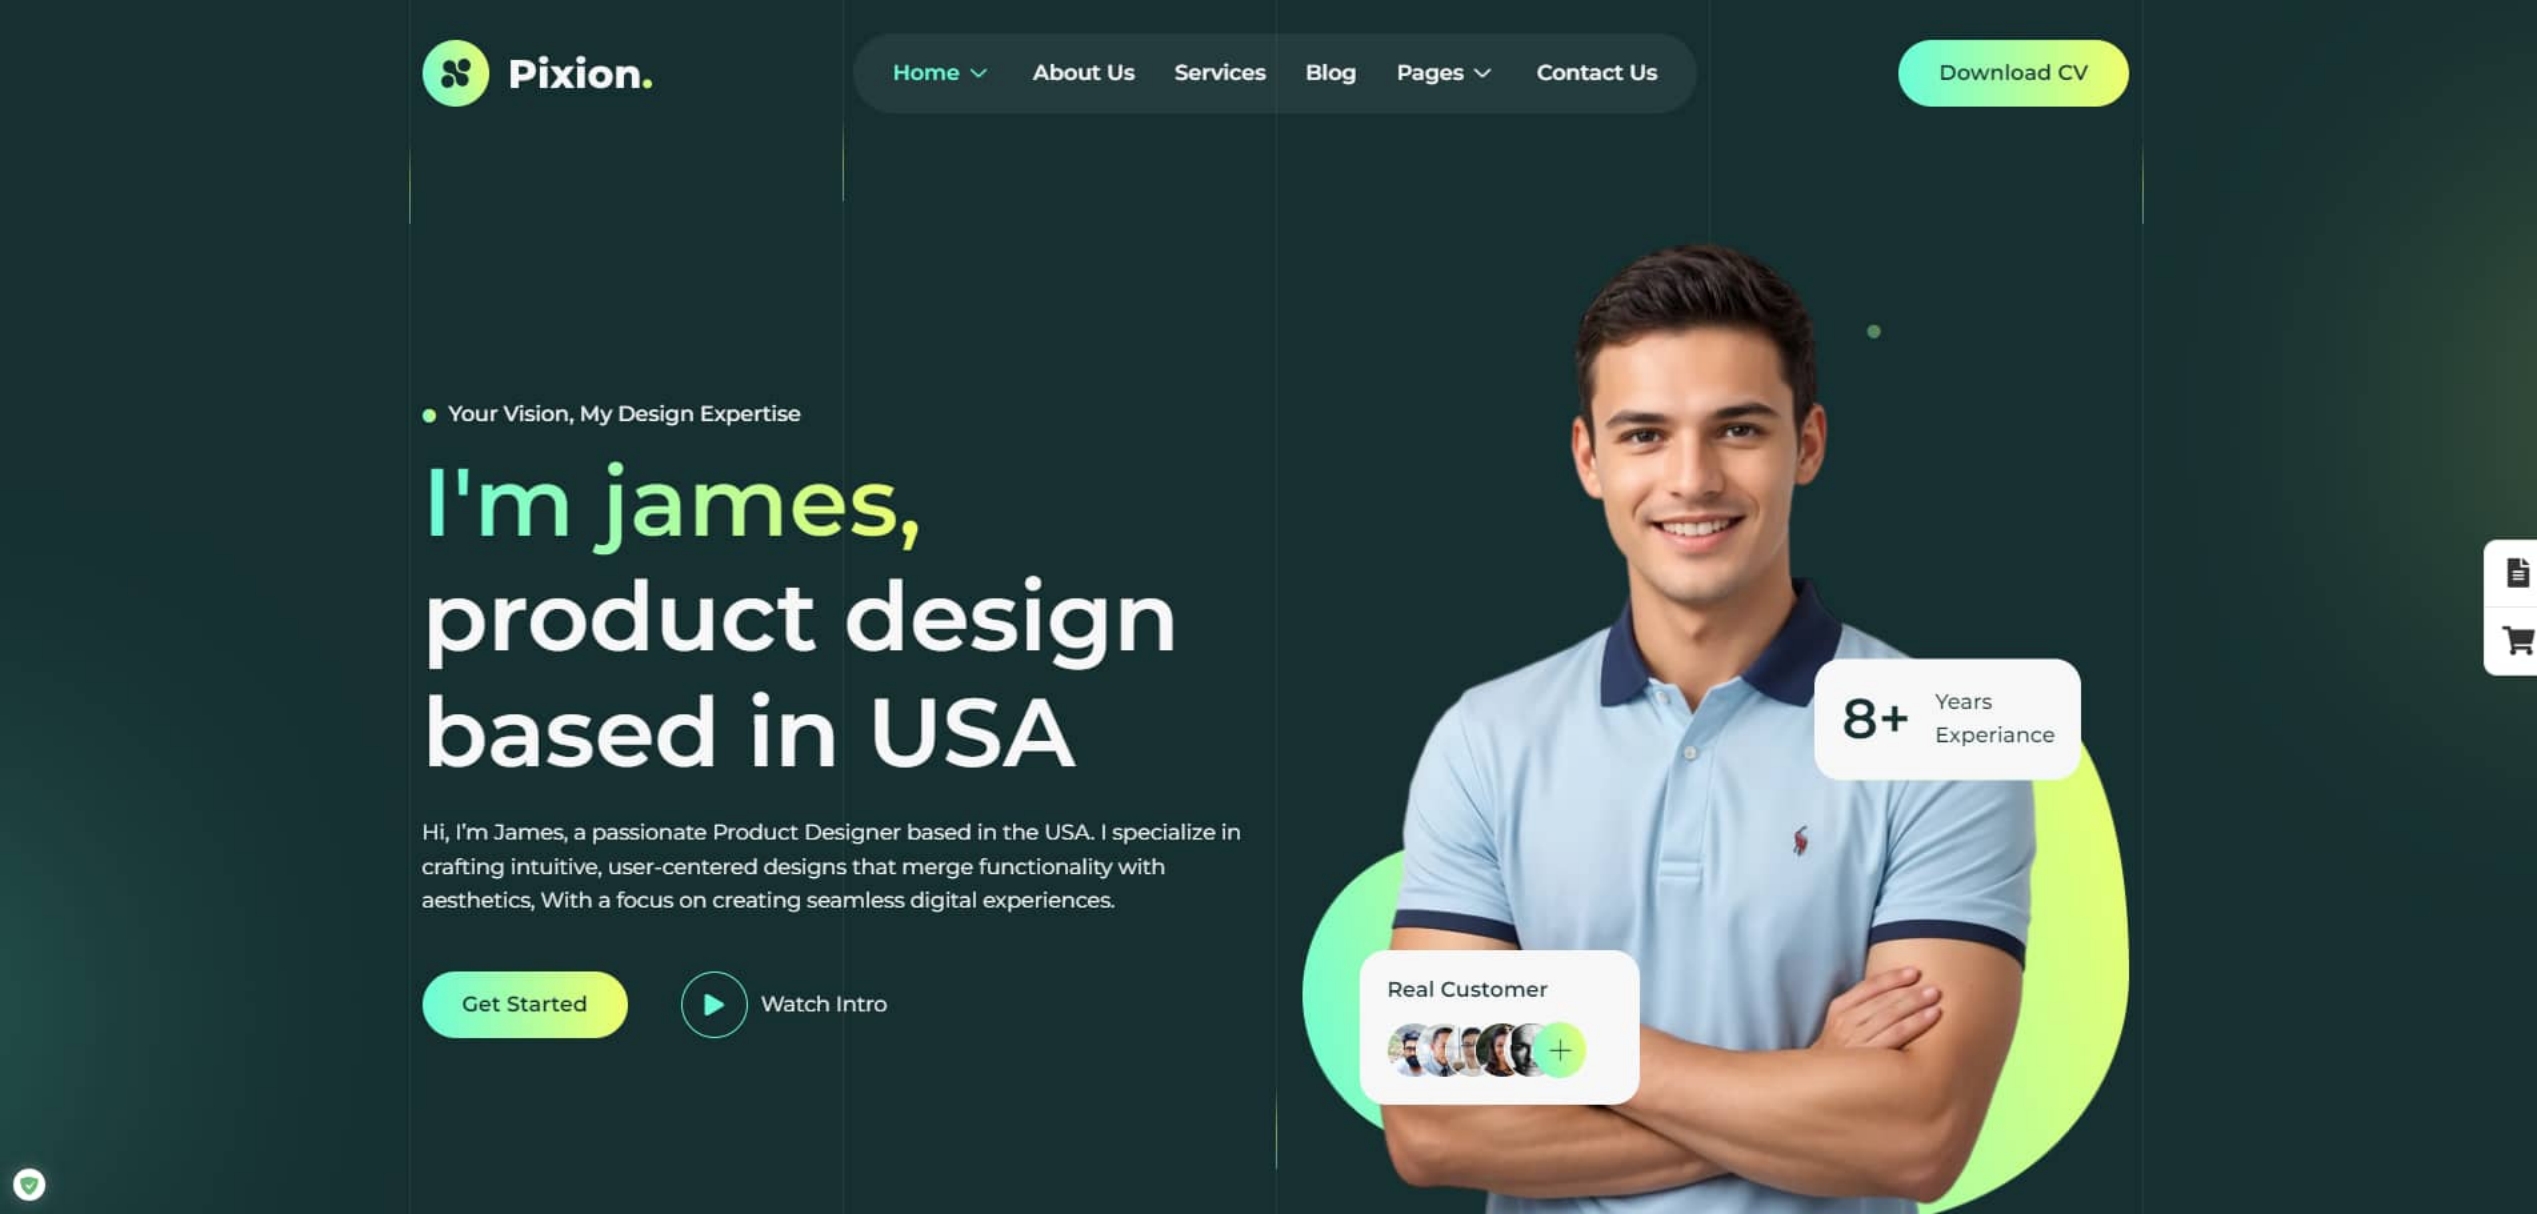 Pixion.
Home
About Us
Services
Blog
Pages
Contact Us
Download CV
Your Vision, My Design Expertise
I'm james,
product design
based in USA
Hi, I'm James, a passionate Product Designer based in the USA. I specialize in
crafting intuitive, user-centered designs that merge functionality with
aesthetics, With a focus on creating seamless digital experiences.
Get Started
Watch Intro
8+
Years
Experiance
Real Customer